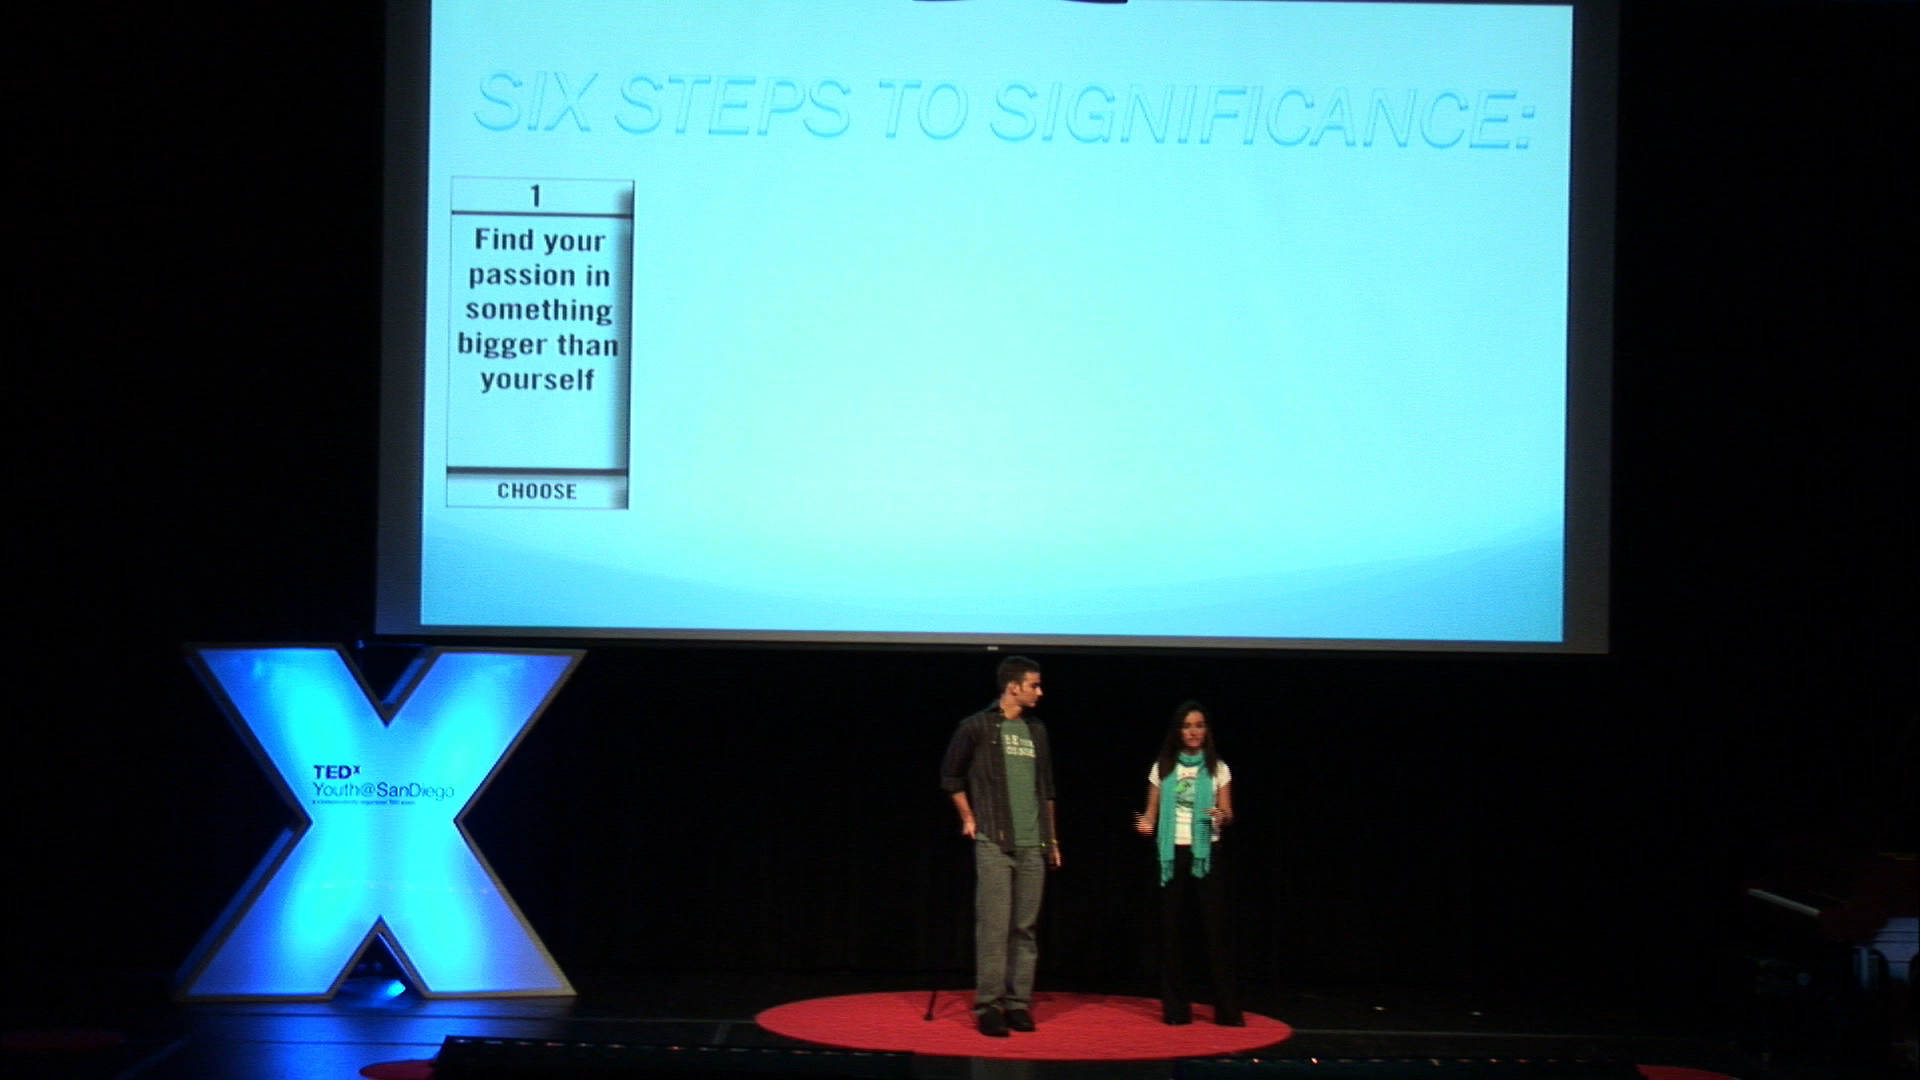 SIX STEPS TO SIGNIFICANCE:
1
Find your
passion in
something
bigger than
yourself
CHOOSE
TEDx
Youth@SanDiego